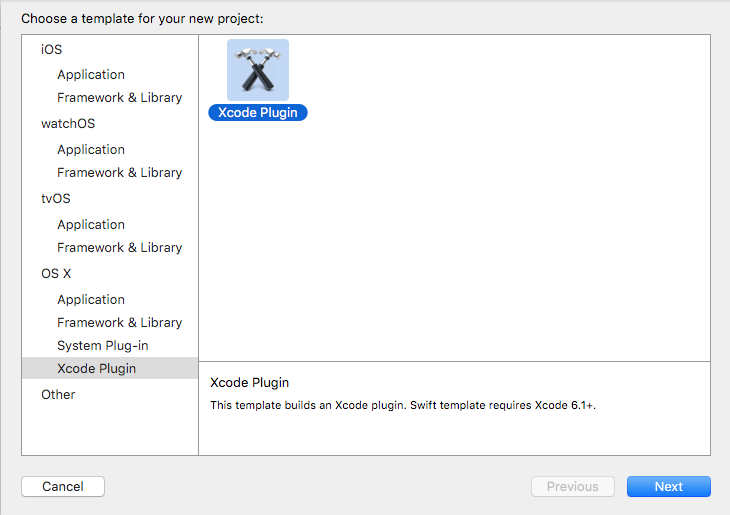 Choose a template for your new project:
iOS
Application
Framework & Library
watchOS
Application
Framework & Library
tvOS
Application
Framework & Library
OS X
Application
Framework & Library
System Plug-in
Xcode Plugin
Other
Xcode Plugin
Xcode Plugin
This template builds an Xcode plugin. Swift template requires Xcode 6.1+.
Cancel
Previous
Next